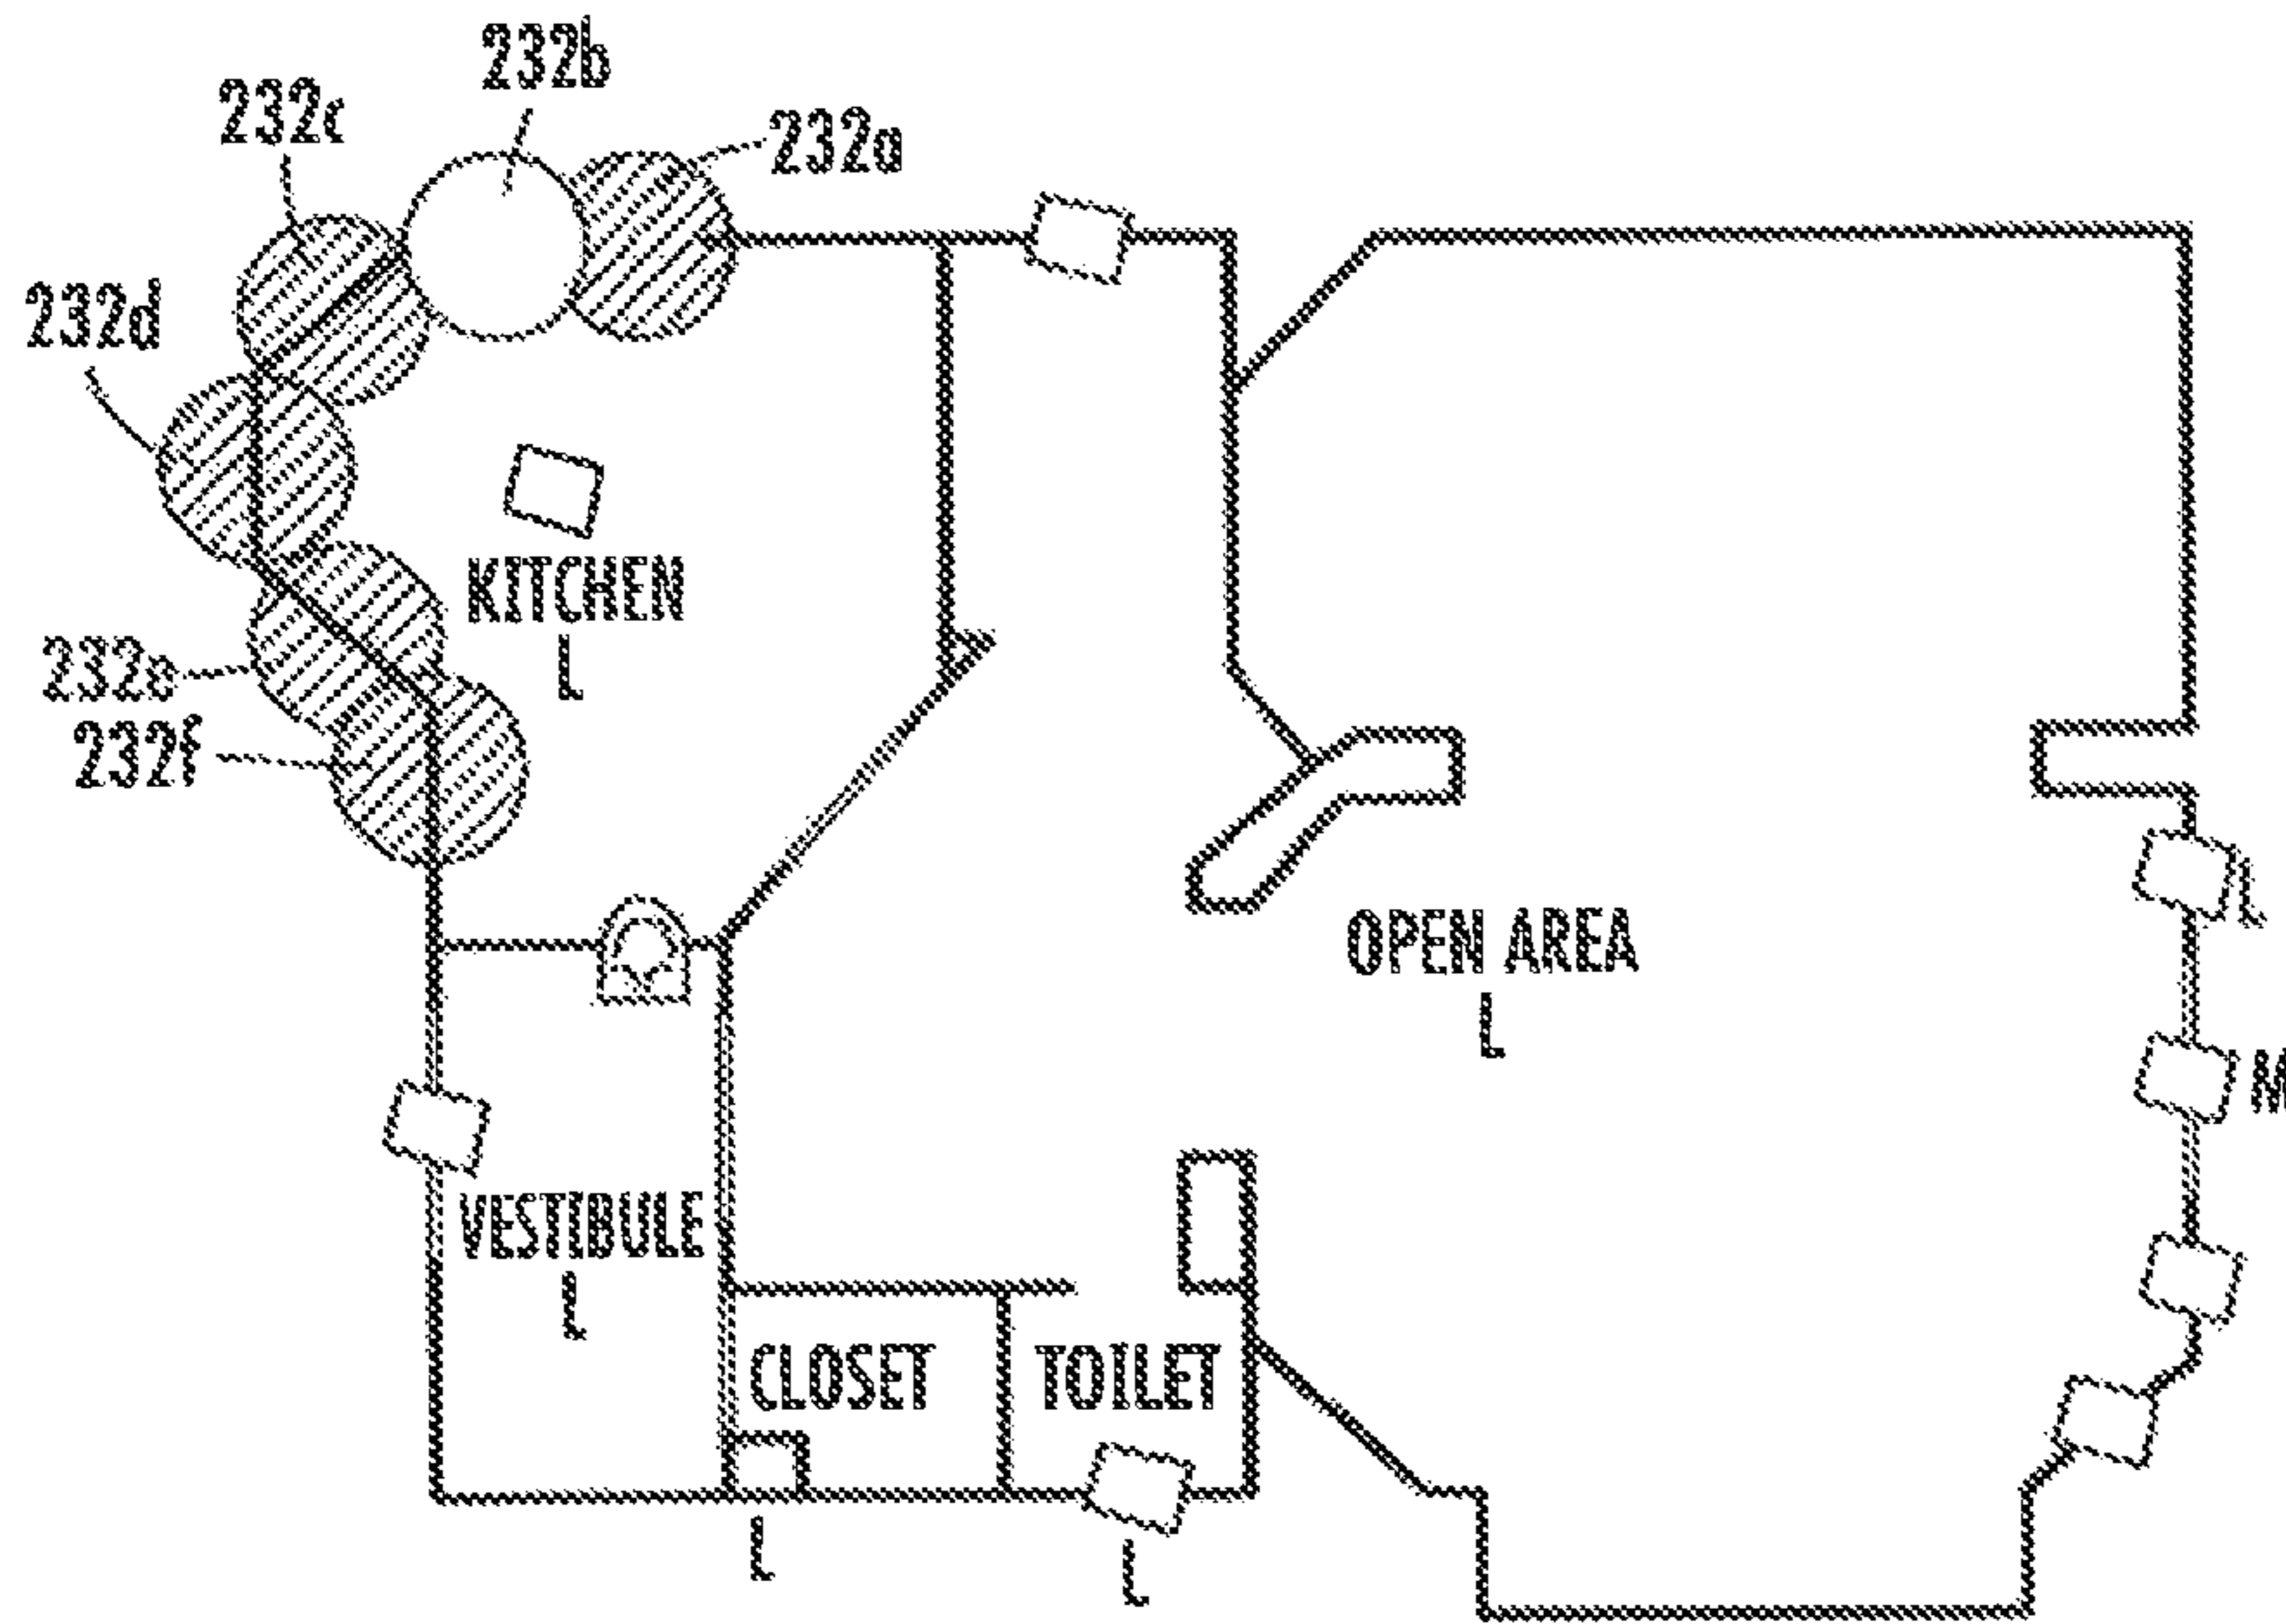 232b
232c
232a
232d
KITCHEN
L
232e
232f
OPEN AREA
L
M
VESTIBULE
L
CLOSET
TOILET
L
L